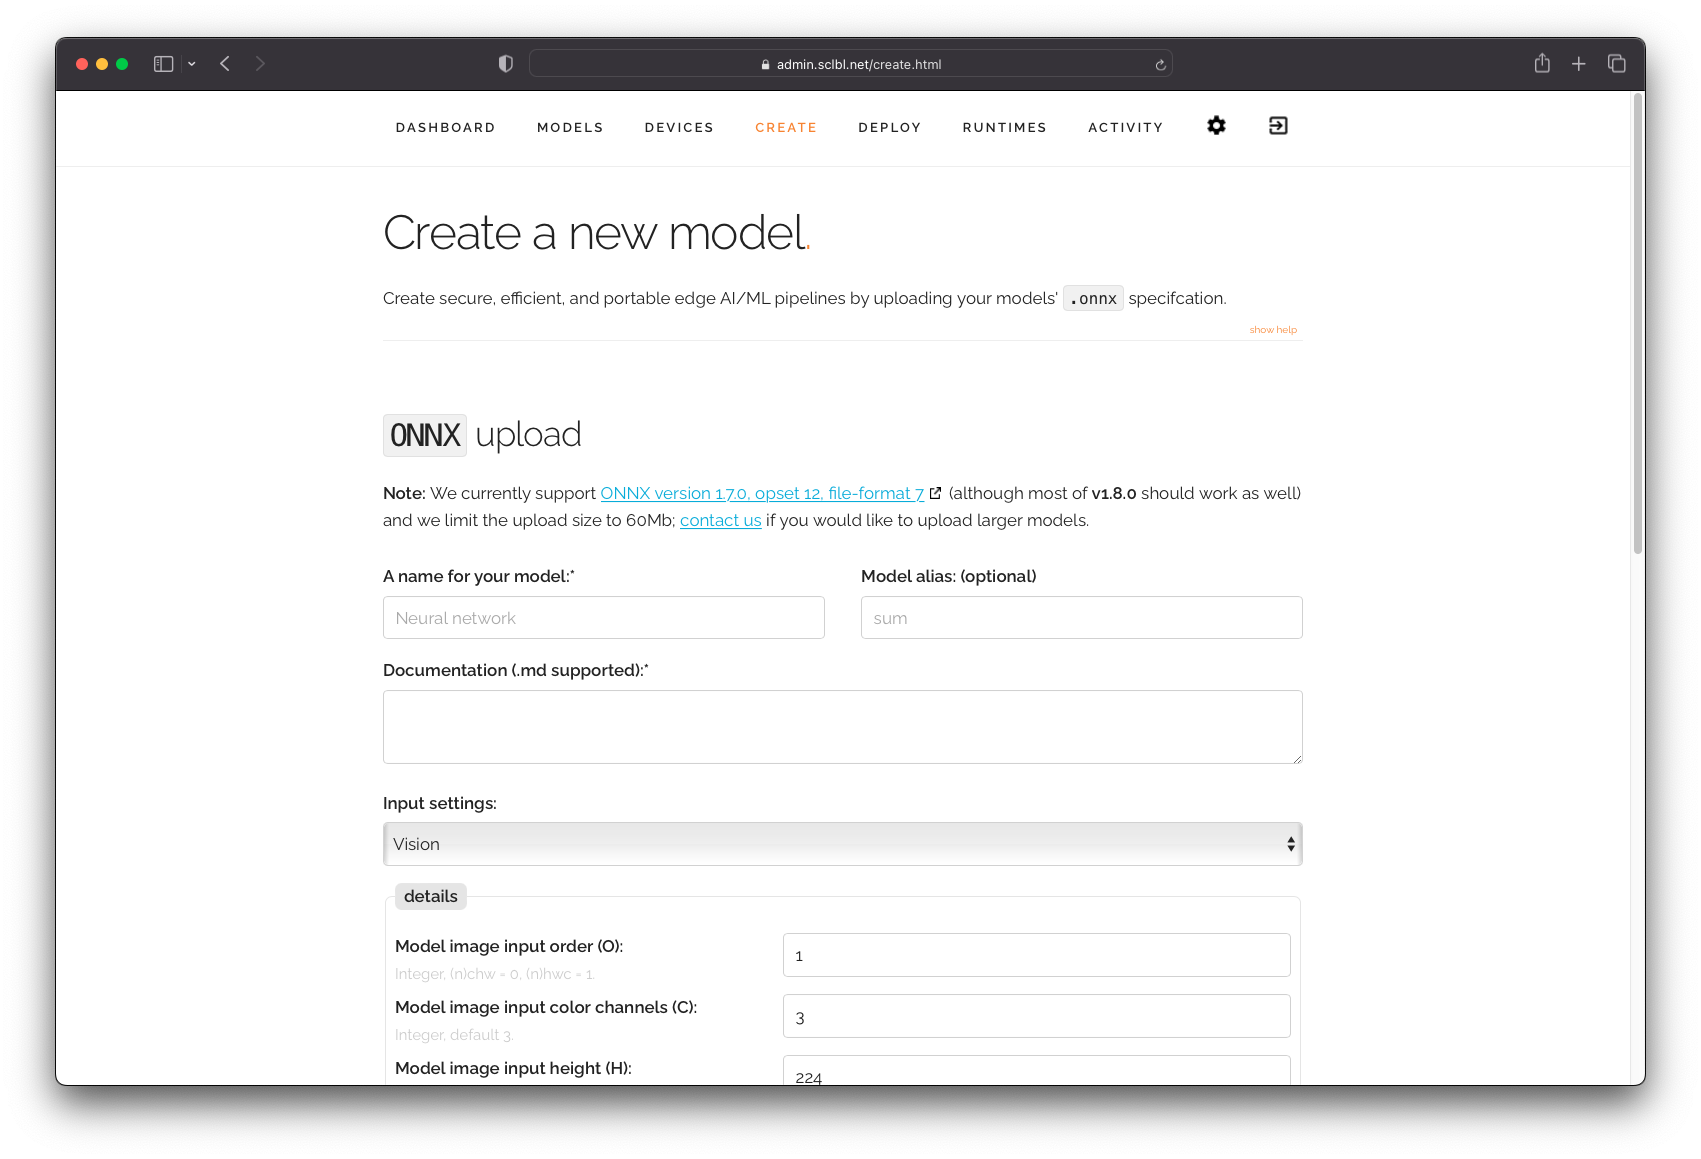 admin.sclbl.net/create.html
DASHBOARD MODELS DEVICES CREATE DEPLOY RUNTIMES ACTIVITY
Create a new model.
Create secure, efficient, and portable edge AI/ML pipelines by uploading your models' .onnx specifcation.
show help
ONNX upload
Note: We currently support ONNX version 1.7.0, opset 12, file-format 7 (although most of v1.8.0 should work as well)
and we limit the upload size to 60Mb; contact us if you would like to upload larger models.
A name for your model:* Model alias: (optional)
Neural network sum
Documentation (.md supported):*
Input settings:
Vision
details
Model image input order (O): 1
Integer, (n)chw = 0, (n)hwc = 1.
Model image input color channels (C): 3
Integer, default 3.
Model image input height (H): 224